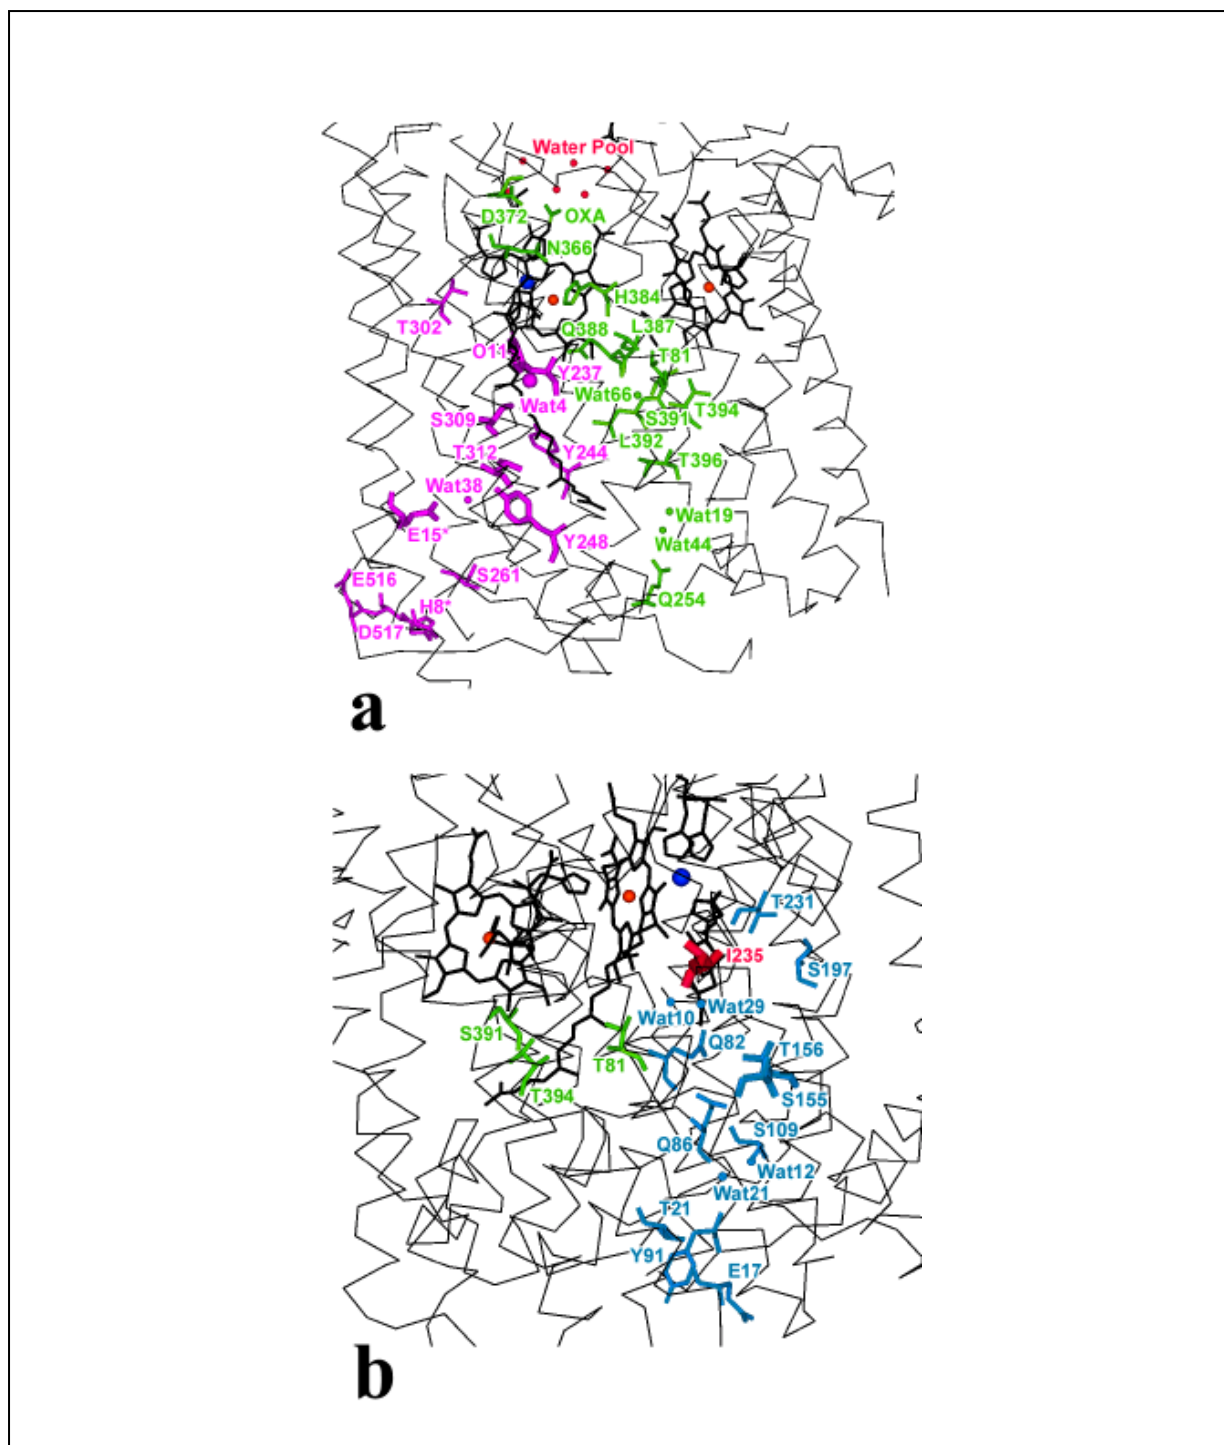 Water Pool
D372
OXA
N366
H384
T302
Q388
L387
O11
Y237
T81
Wat66
T394
Wat4
S391
S309
L392
T312
Y244
T396
Wat38
Wat19
E15*
Y248
Wat44
E516
S261
Q254
H8*
D517
a
T231
I235
S197
Wat10
Wat29
S391
T81
Q82
T156
T394
S155
Q86
S109
Wat12
Wat21
T21
Y91
E17
b